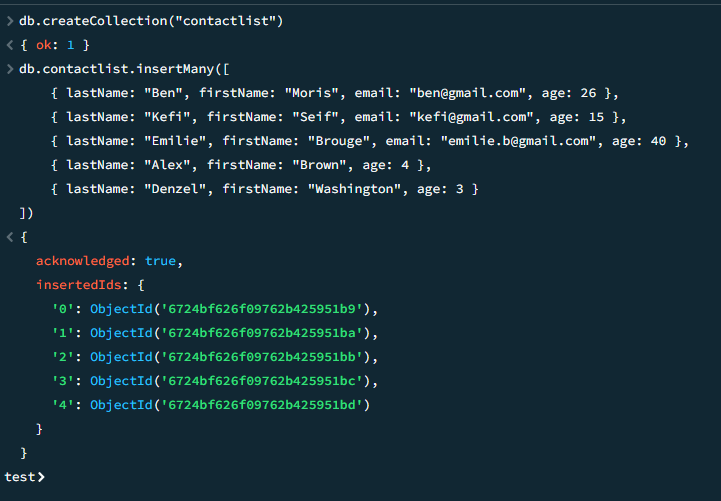 > db.createCollection("contactlist")
< { ok: 1 }
> db.contactlist.insertMany([
    { lastName: "Ben", firstName: "Moris", email: "ben@gmail.com", age: 26 },
    { lastName: "Kefi", firstName: "Seif", email: "kefi@gmail.com", age: 15 },
    { lastName: "Emilie", firstName: "Brouge", email: "emilie.b@gmail.com", age: 40 },
    { lastName: "Alex", firstName: "Brown", age: 4 },
    { lastName: "Denzel", firstName: "Washington", age: 3 }
])
< {
  acknowledged: true,
  insertedIds: {
    '0': ObjectId('6724bf626f09762b425951b9'),
    '1': ObjectId('6724bf626f09762b425951ba'),
    '2': ObjectId('6724bf626f09762b425951bb'),
    '3': ObjectId('6724bf626f09762b425951bc'),
    '4': ObjectId('6724bf626f09762b425951bd')
  }
}
test>